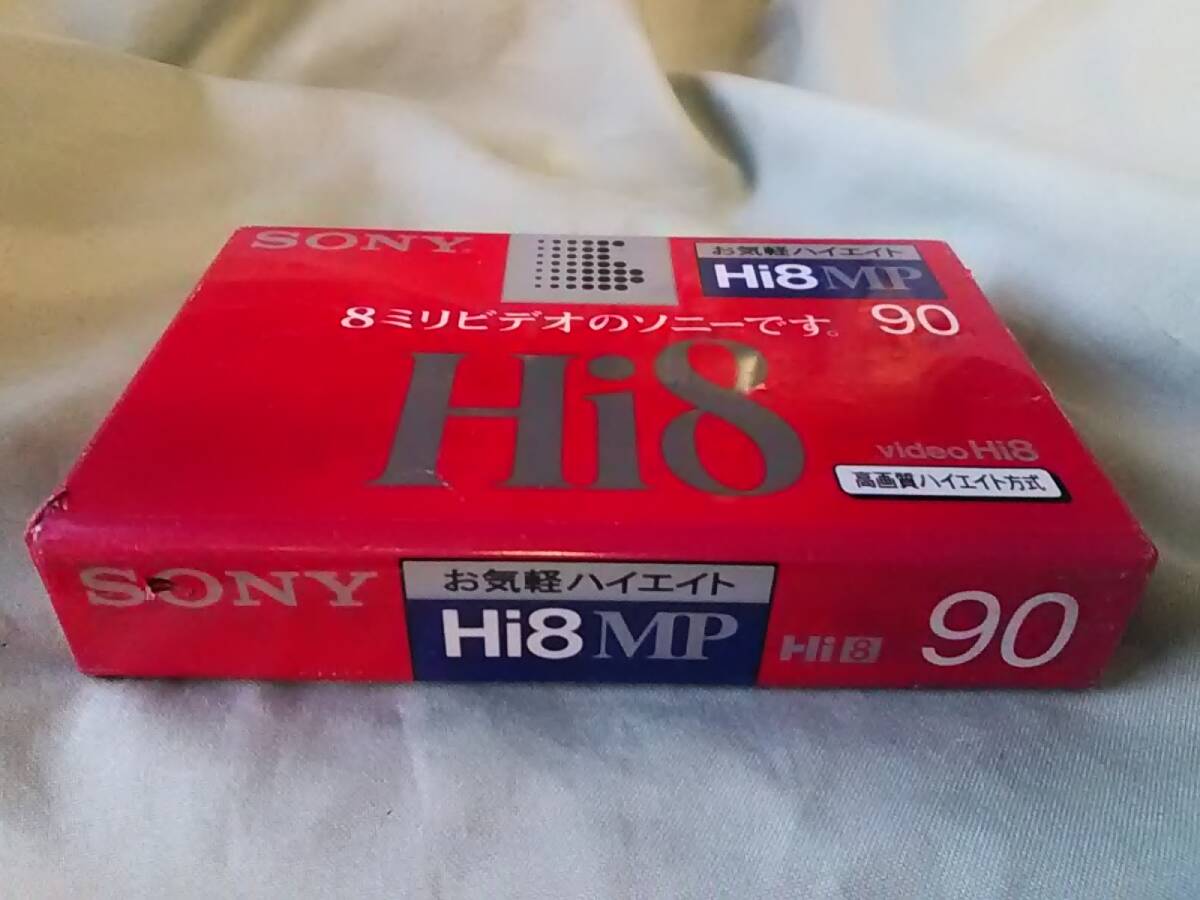 SONY
お気軽ハイエイト
Hi8MP
8ミリビデオのソニーです。 90
Hi8
video Hi8
高画質ハイエイト方式
SONY
お気軽ハイエイト
Hi8MP
Hi8
90